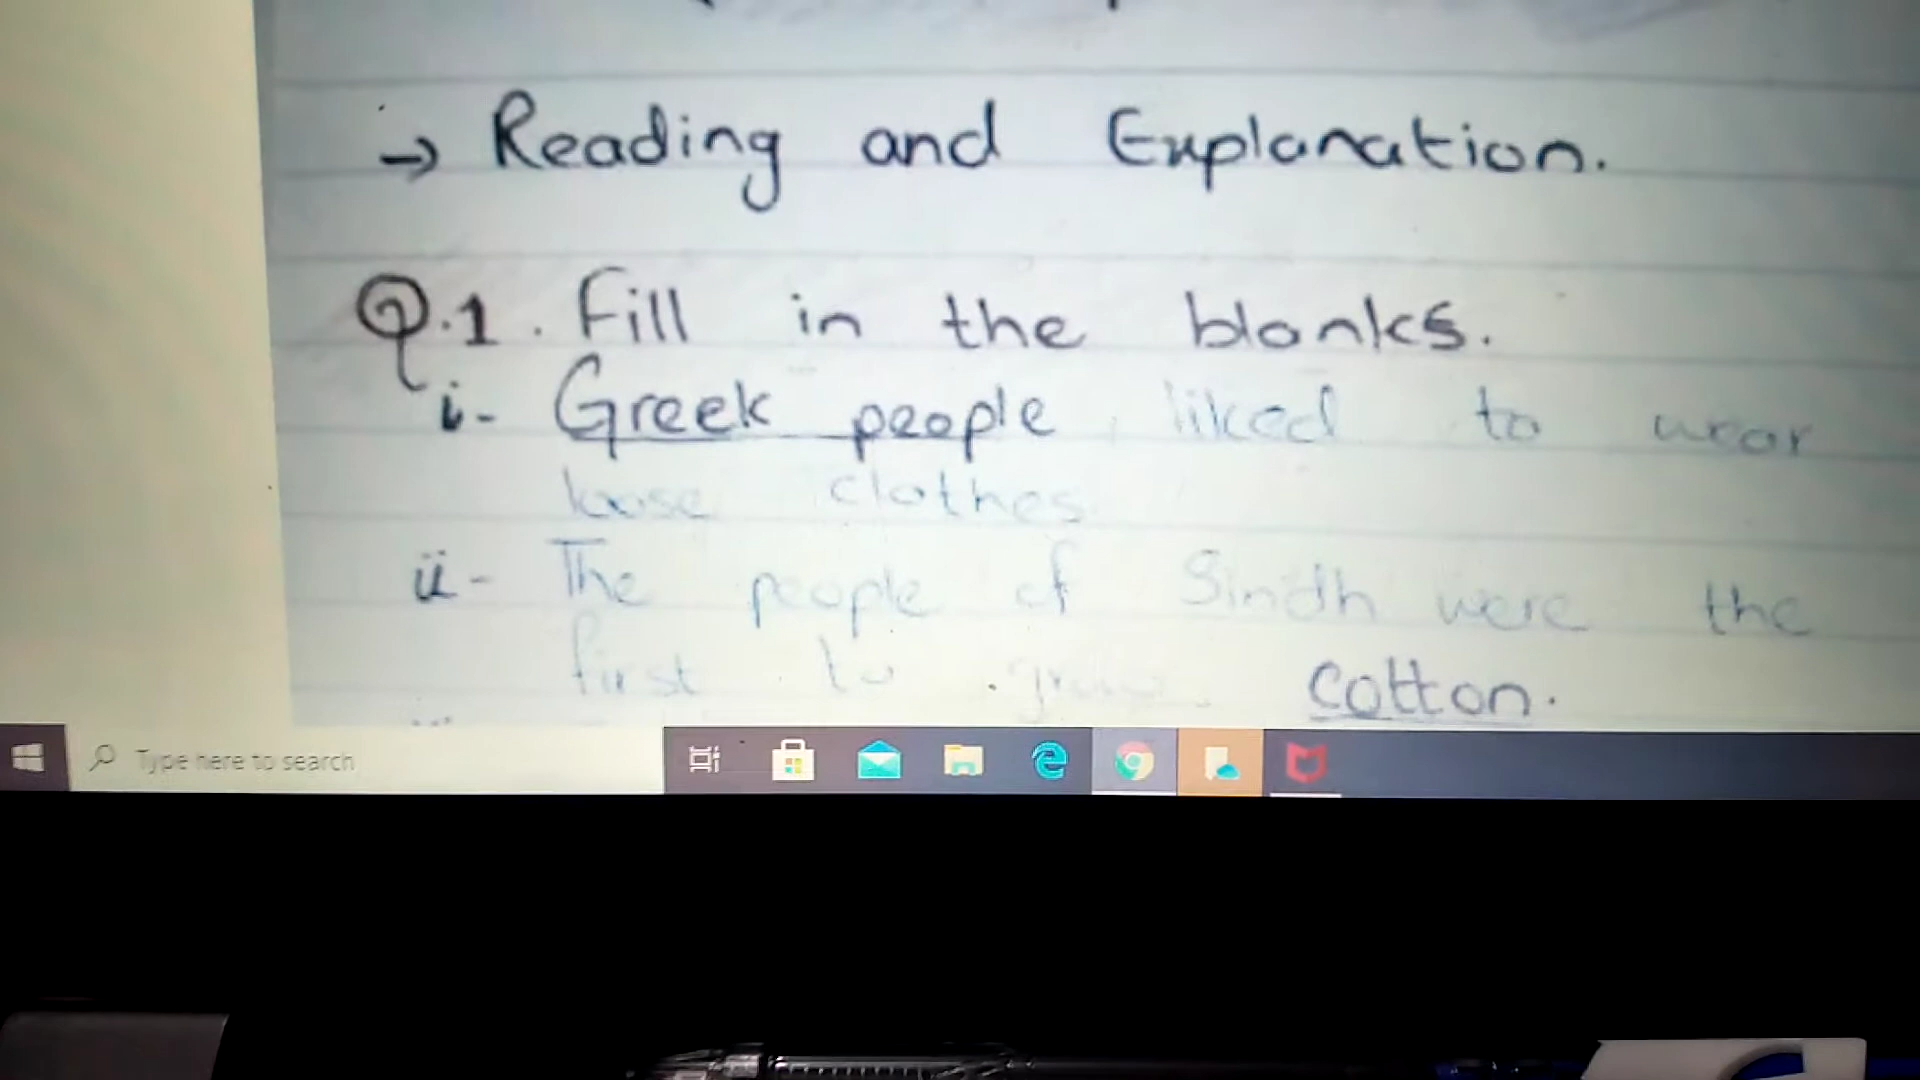 → Reading and Explanation.
Q.1. Fill in the blanks.
i- Greek people liked to wear
loose clothes
ii- The people of Sindh were the
first to cotton.
Type here to search